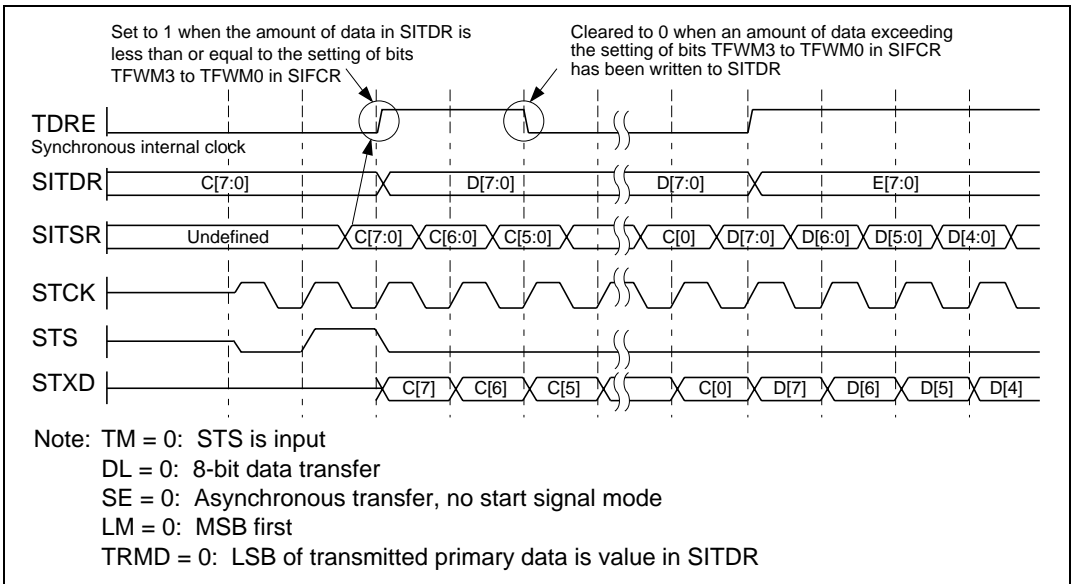 Set to 1 when the amount of data in SITDR is
less than or equal to the setting of bits
TFWM3 to TFWM0 in SIFCR
Cleared to 0 when an amount of data exceeding
the setting of bits TFWM3 to TFWM0 in SIFCR
has been written to SITDR
TDRE
Synchronous internal clock
SITDR C[7:0] D[7:0] D[7:0] E[7:0]
SITSR Undefined C[7:0] C[6:0] C[5:0] C[0] D[7:0] D[6:0] D[5:0] D[4:0]
STCK
STS
STXD C[7] C[6] C[5] C[0] D[7] D[6] D[5] D[4]
Note: TM = 0: STS is input
DL = 0: 8-bit data transfer
SE = 0: Asynchronous transfer, no start signal mode
LM = 0: MSB first
TRMD = 0: LSB of transmitted primary data is value in SITDR